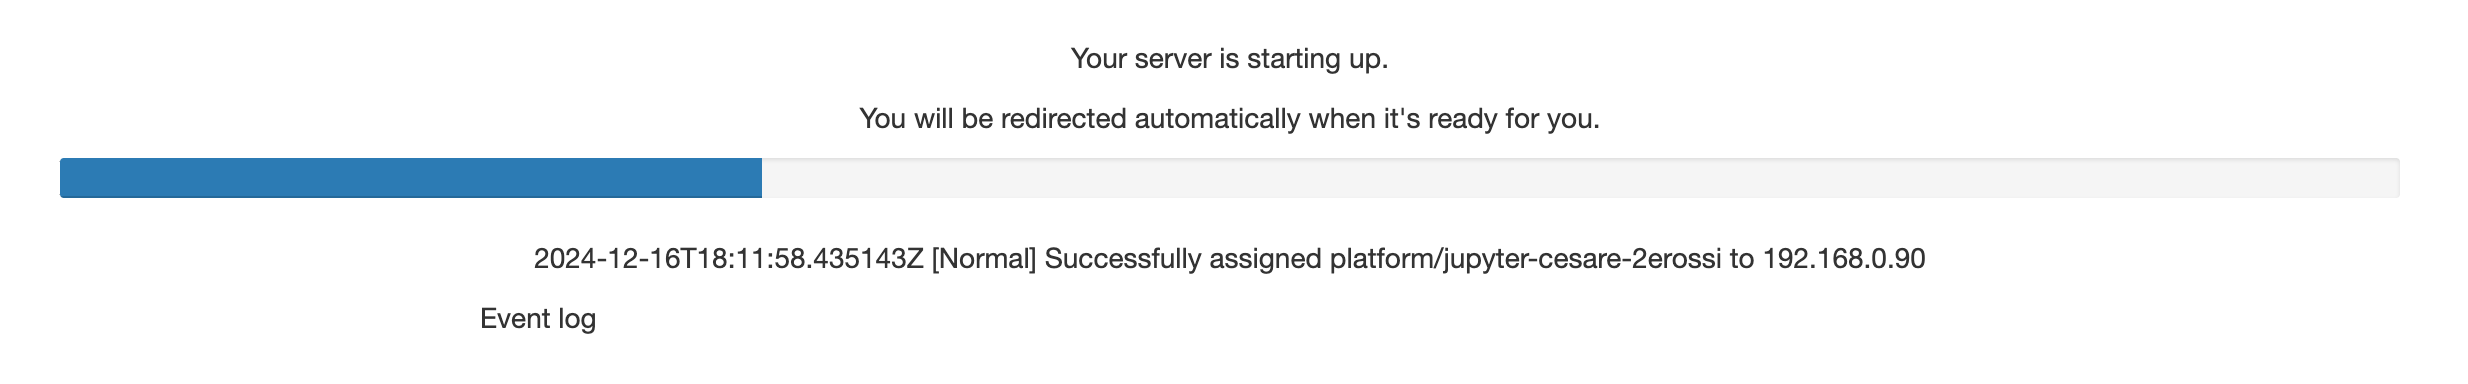 Your server is starting up.
You will be redirected automatically when it's ready for you.
2024-12-16T18:11:58.435143Z [Normal] Successfully assigned platform/jupyter-cesare-2erossi to 192.168.0.90
Event log